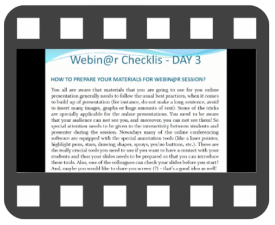 Webin@r Checklis - DAY 3
HOW TO PREPARE YOUR MATERIALS FOR WEBIN@R SESSION?
You all are aware that materials that you are going to use for you online
presentation generally needs to follow the usual best practices, when it comes
to build up of presentation (for instance, do not make a long sentence, avoid
to insert many images, graphs or huge amounts of text). Some of the tricks
are specially applicable for the online presentations. You need to be aware
that your audience can not see you, and moreover, you can not see them! So
special attention needs to be given to the interactivity between students and
presenter during the session. Nowadays many of the online conferencing
software are equipped with the special annotation tools (like a laser pointer,
highlight pens, stars, drawing shapes, sprays, yes/no buttons, etc.). These are
the really crucial tools you need to use if you want to have a contact with your
students and thus your slides needs to be prepared so that you can introduce
these tools. Also, one of the colleagues can check your slides before you start!
And, maybe you would like to share you screen ?! - that's a good idea as well!